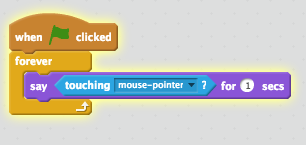 when clicked
forever
say touching mouse-pointer ? for 1 secs